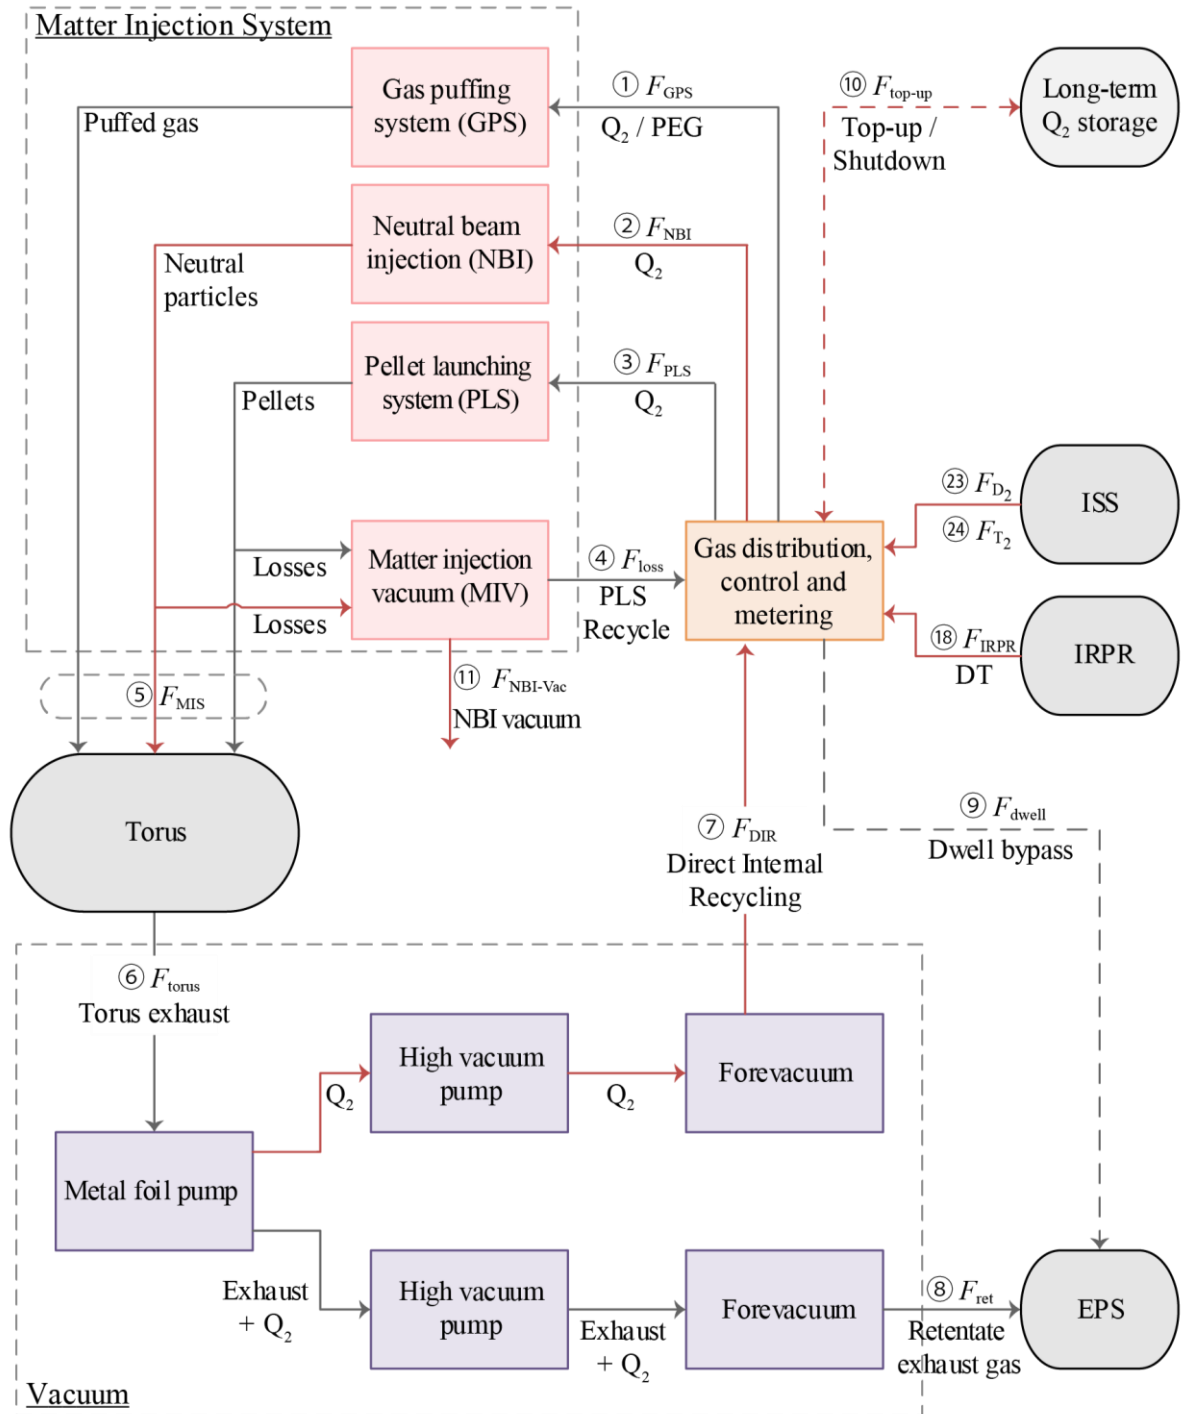 Matter Injection System
Gas puffing
system (GPS)
Puffed gas
① F_GPS
Q₂ / PEG
⑩ F_top-up
Top-up /
Shutdown
Long-term
Q₂ storage
Neutral beam
injection (NBI)
Neutral
particles
② F_NBI
Q₂
Pellet launching
system (PLS)
Pellets
③ F_PLS
Q₂
㉓ F_D₂
㉔ F_T₂
ISS
Matter injection
vacuum (MIV)
Losses
Losses
④ F_loss
PLS
Recycle
Gas distribution,
control and
metering
⑱ F_IRPR
DT
IRPR
⑤ F_MIS
⑪ F_NBI-Vac
NBI vacuum
Torus
⑦ F_DIR
Direct Internal
Recycling
⑨ F_dwell
Dwell bypass
⑥ F_torus
Torus exhaust
Metal foil pump
Q₂
High vacuum
pump
Q₂
Forevacuum
Exhaust
+ Q₂
High vacuum
pump
Exhaust
+ Q₂
Forevacuum
⑧ F_ret
Retentate
exhaust gas
EPS
Vacuum